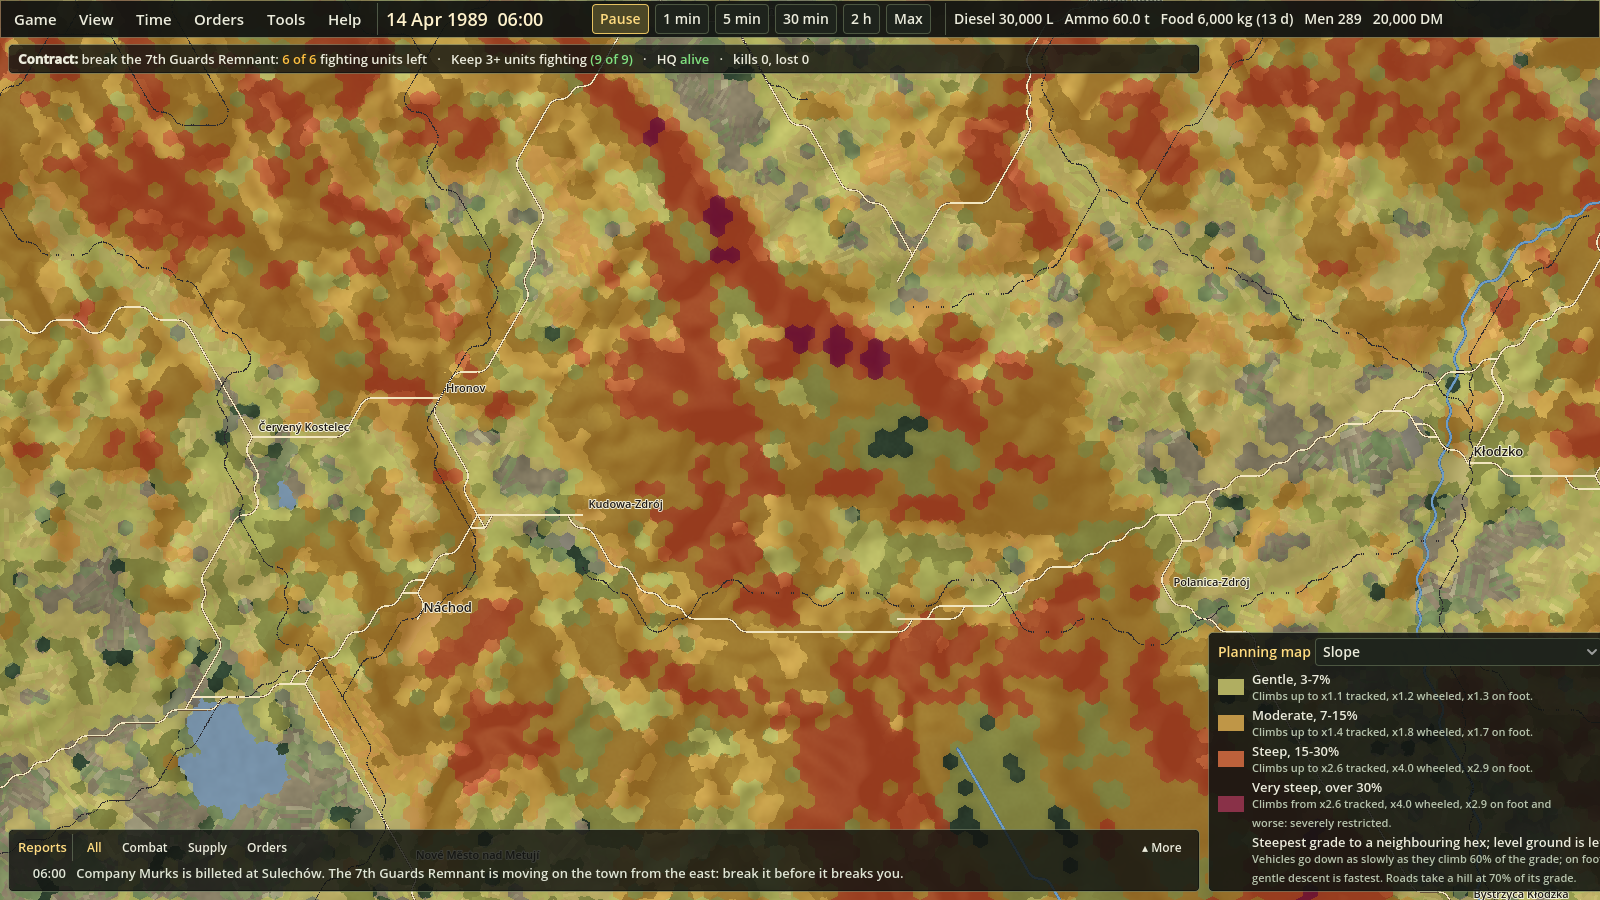 Game View Time Orders Tools Help 14 Apr 1989 06:00 Pause 1 min 5 min 30 min 2 h Max Diesel 30,000 L Ammo 60.0 t Food 6,000 kg (13 d) Men 289 20,000 DM
Contract: break the 7th Guards Remnant: 6 of 6 fighting units left · Keep 3+ units fighting (9 of 9) · HQ alive · kills 0, lost 0
Hronov
Červený Kostelec
Kłodzko
Kudowa-Zdrój
Polanica-Zdrój
Náchod
Planning map Slope
Gentle, 3-7%
Climbs up to x1.1 tracked, x1.2 wheeled, x1.3 on foot.
Moderate, 7-15%
Climbs up to x1.4 tracked, x1.8 wheeled, x1.7 on foot.
Steep, 15-30%
Climbs up to x2.6 tracked, x4.0 wheeled, x2.9 on foot.
Very steep, over 30%
Climbs from x2.6 tracked, x4.0 wheeled, x2.9 on foot and
worse: severely restricted.
Steepest grade to a neighbouring hex; level ground is le
Vehicles go down as slowly as they climb 60% of the grade; on foo
gentle descent is fastest. Roads take a hill at 70% of its grade.
Reports All Combat Supply Orders ▴ More
Nové Město nad Metují
06:00 Company Murks is billeted at Sulechów. The 7th Guards Remnant is moving on the town from the east: break it before it breaks you.
Bystrzyca Kłodzka